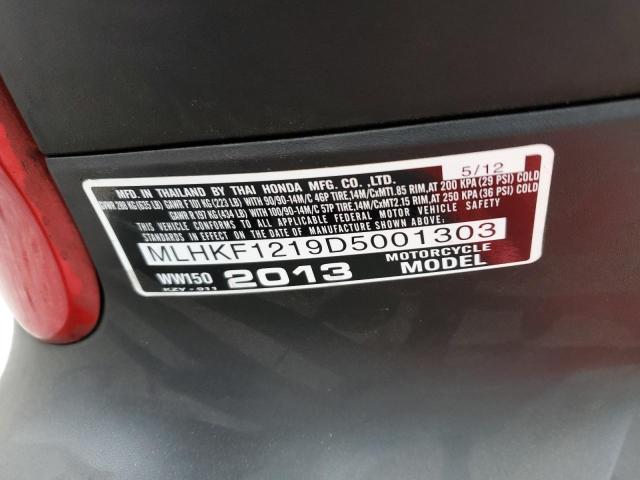 MFD. IN THAILAND BY THAI HONDA MFG. CO., LTD. 5/12
GVWR 288 KG (635 LB) GAWR F 101 KG (223 LB) WITH 90/90-14M/C 46P TIRE,14M/CxMT1.85 RIM,AT 200 KPA (29 PSI) COLD
GAWR R 197 KG (434 LB) WITH 100/90-14M/C 57P TIRE,14M/CxMT2.15 RIM,AT 250 KPA (36 PSI) COLD
THIS VEHICLE CONFORMS TO ALL APPLICABLE FEDERAL MOTOR VEHICLE SAFETY
STANDARDS IN EFFECT ON THE DATE OF MANUFACTURE SHOWN ABOVE.
MLHKF1219D5001303
WW150 2013 MOTORCYCLE
KZY-911 MODEL